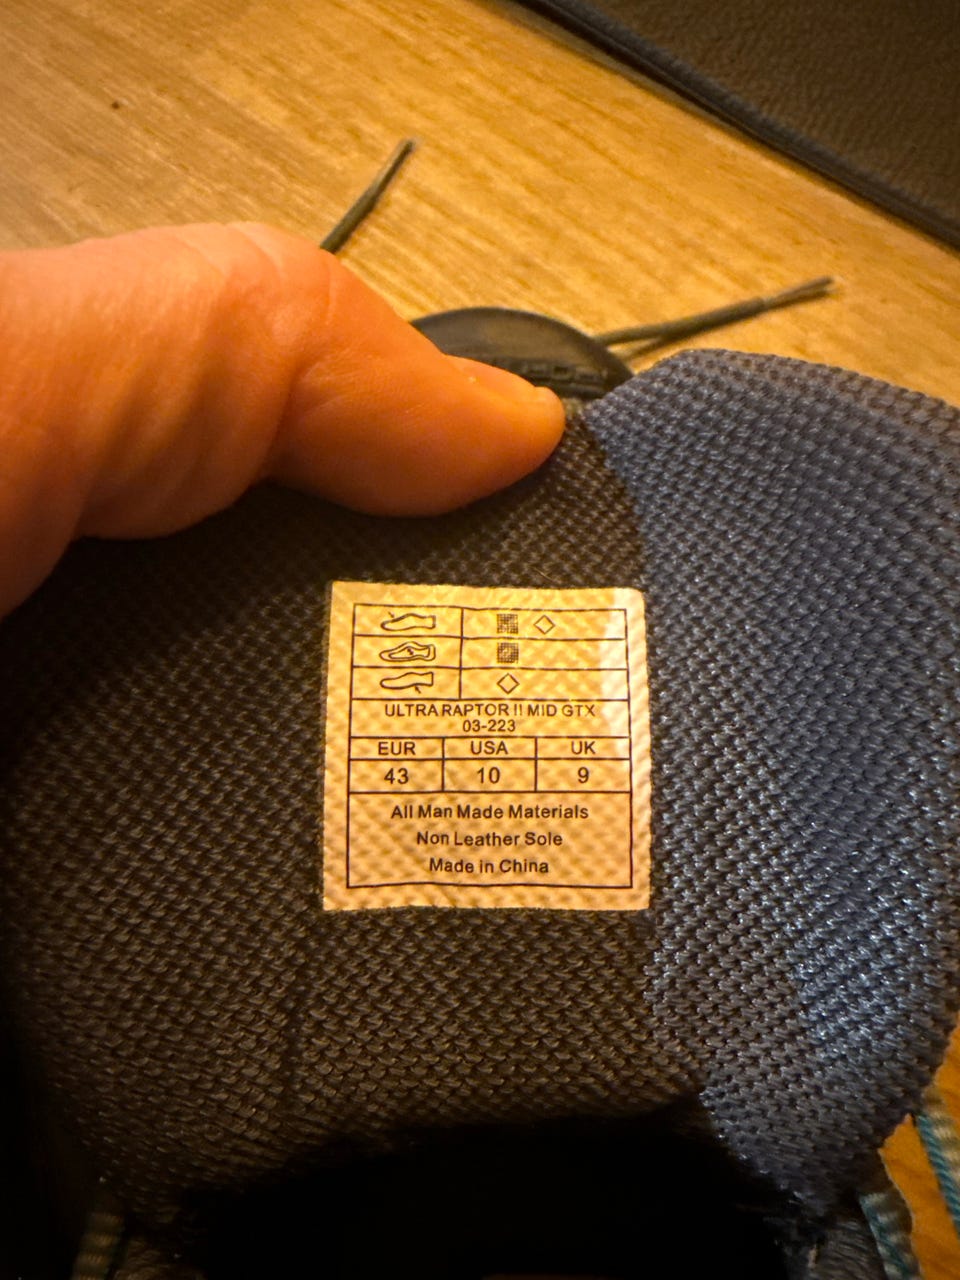 ULTRA RAPTOR II MID GTX
03-223
EUR USA UK
43 10 9
All Man Made Materials
Non Leather Sole
Made in China